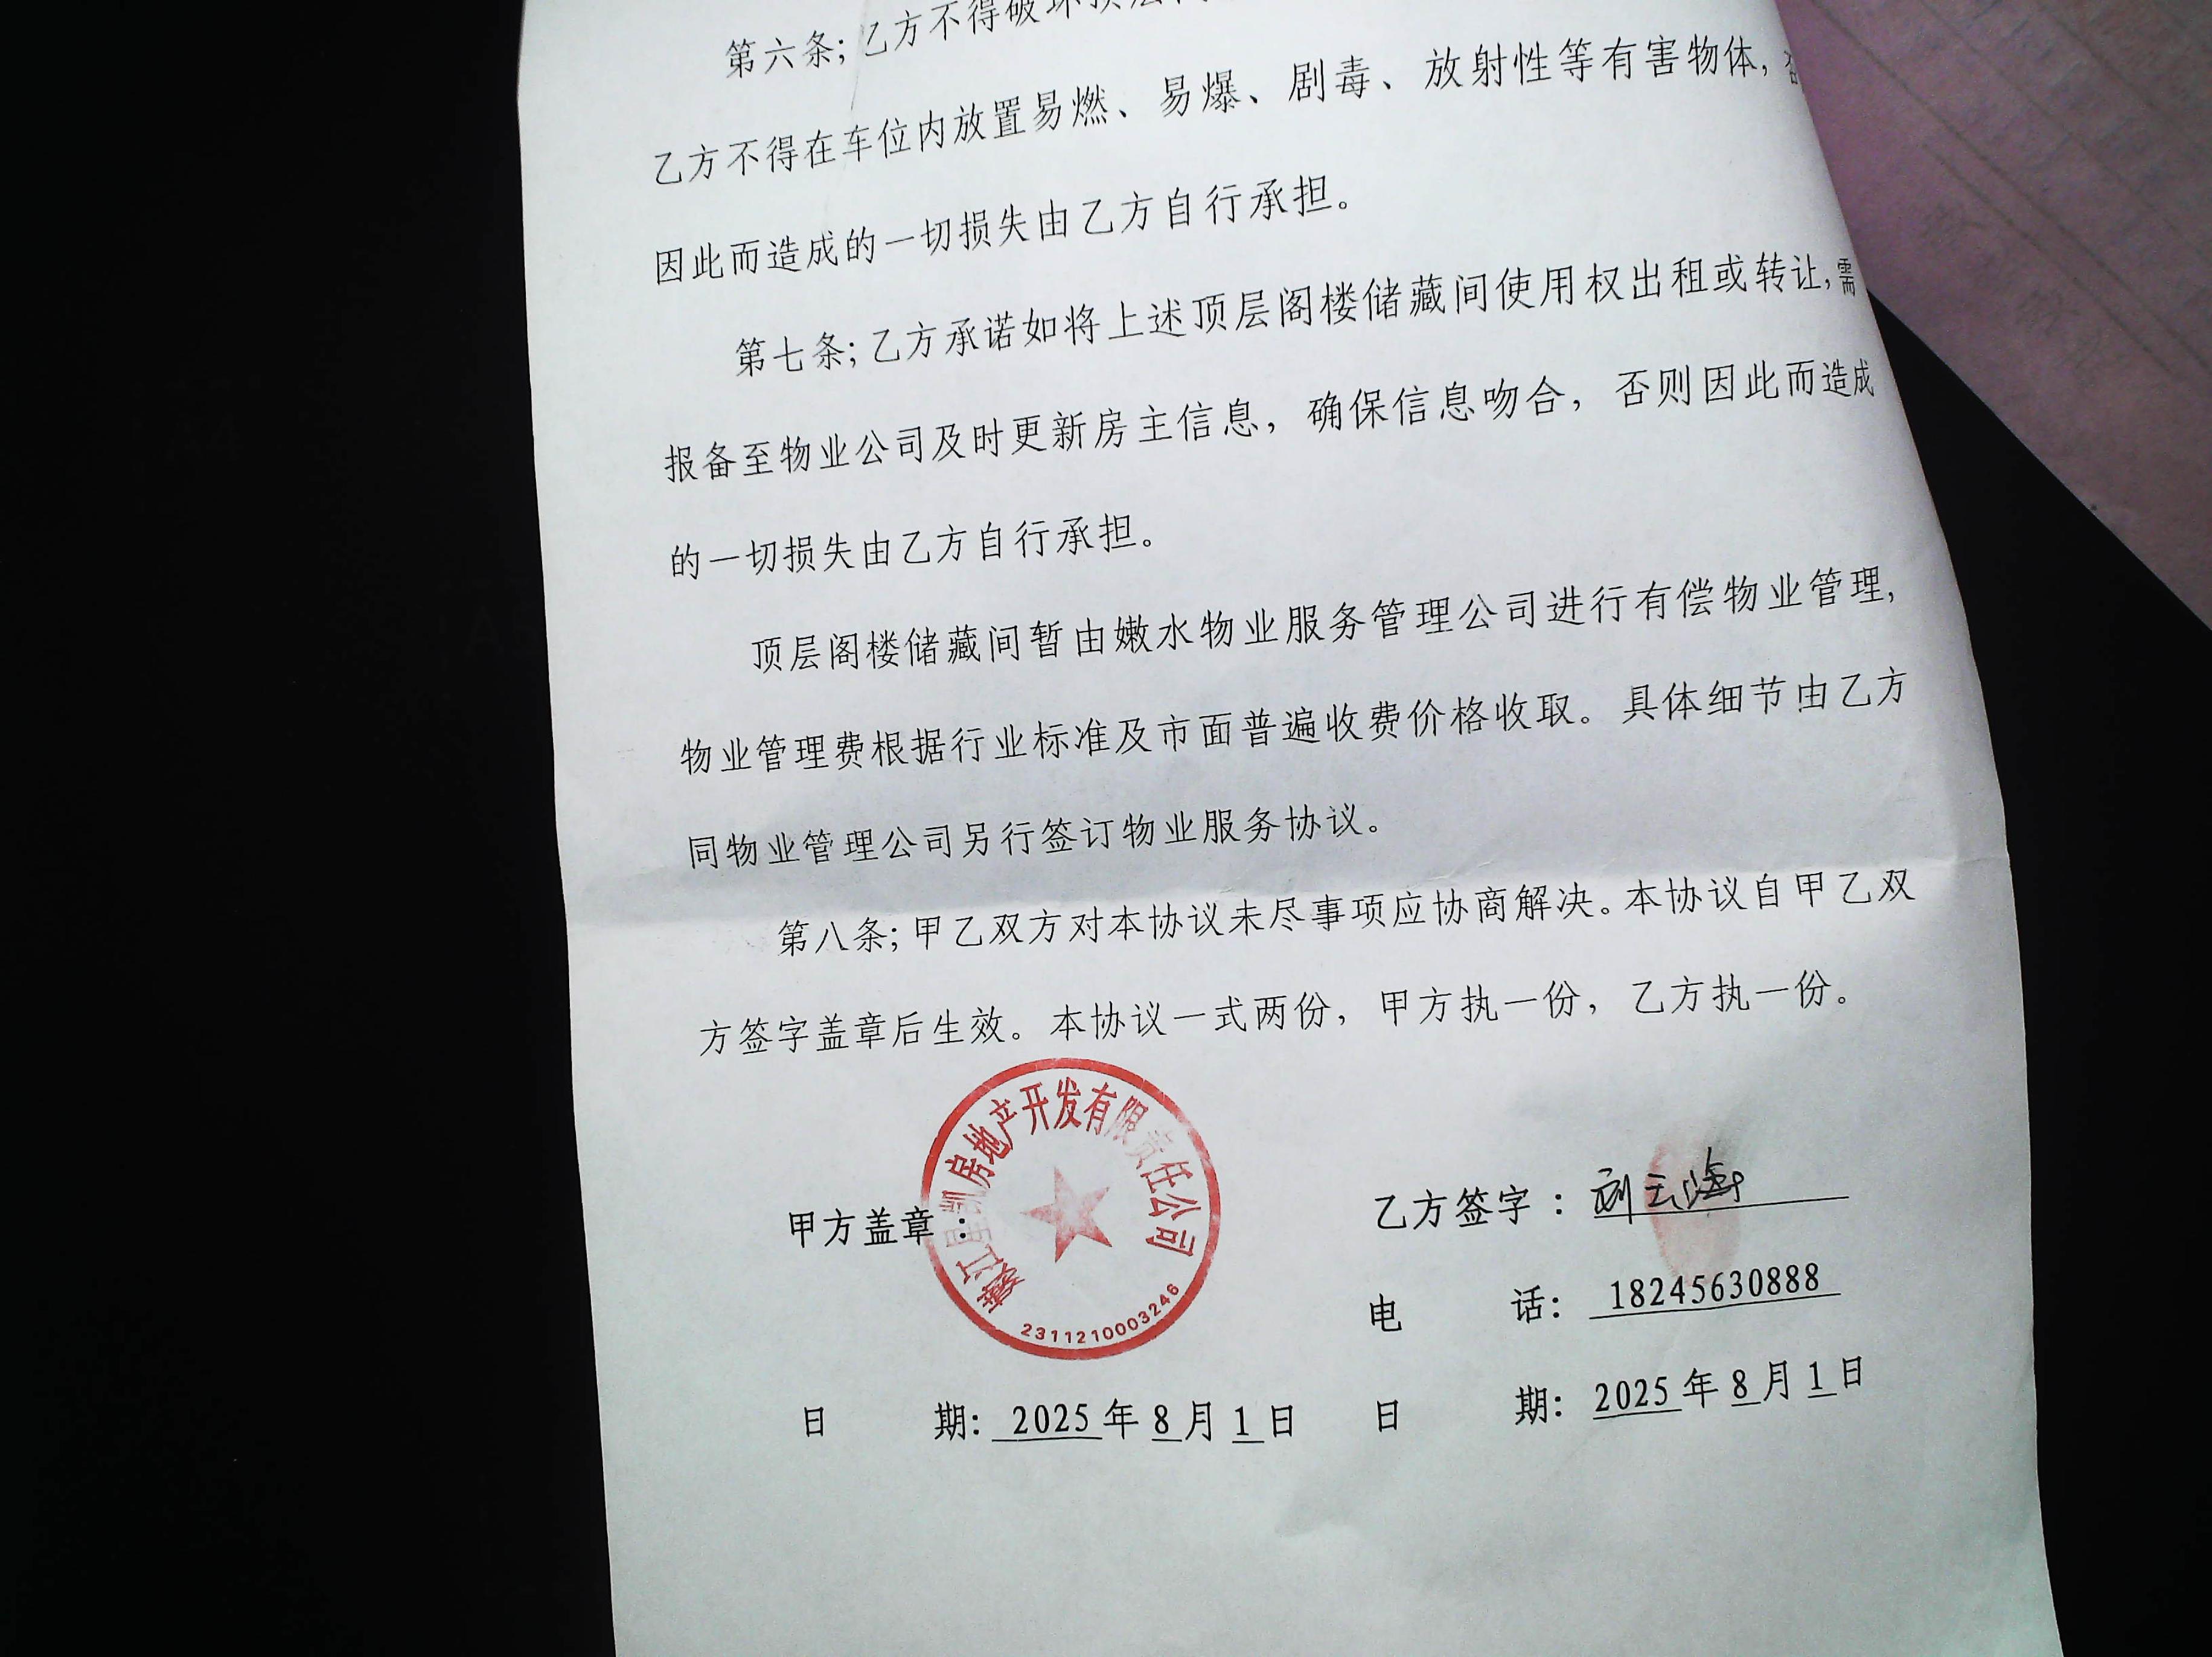 第六条；乙方不得破坏顶层
乙方不得在车位内放置易燃、易爆、剧毒、放射性等有害物体，否
因此而造成的一切损失由乙方自行承担。
第七条；乙方承诺如将上述顶层阁楼储藏间使用权出租或转让，需
报备至物业公司及时更新房主信息，确保信息吻合，否则因此而造成
的一切损失由乙方自行承担。
顶层阁楼储藏间暂由嫩水物业服务管理公司进行有偿物业管理，
物业管理费根据行业标准及市面普遍收费价格收取。具体细节由乙方
同物业管理公司另行签订物业服务协议。
第八条；甲乙双方对本协议未尽事项应协商解决。本协议自甲乙双
方签字盖章后生效。本协议一式两份，甲方执一份，乙方执一份。
嫩江昌凯房地产开发有限责任公司
2311210003246
甲方盖章：
乙方签字：刘云海
电 话：18245630888
日 期：2025年8月1日 日 期：2025年8月1日